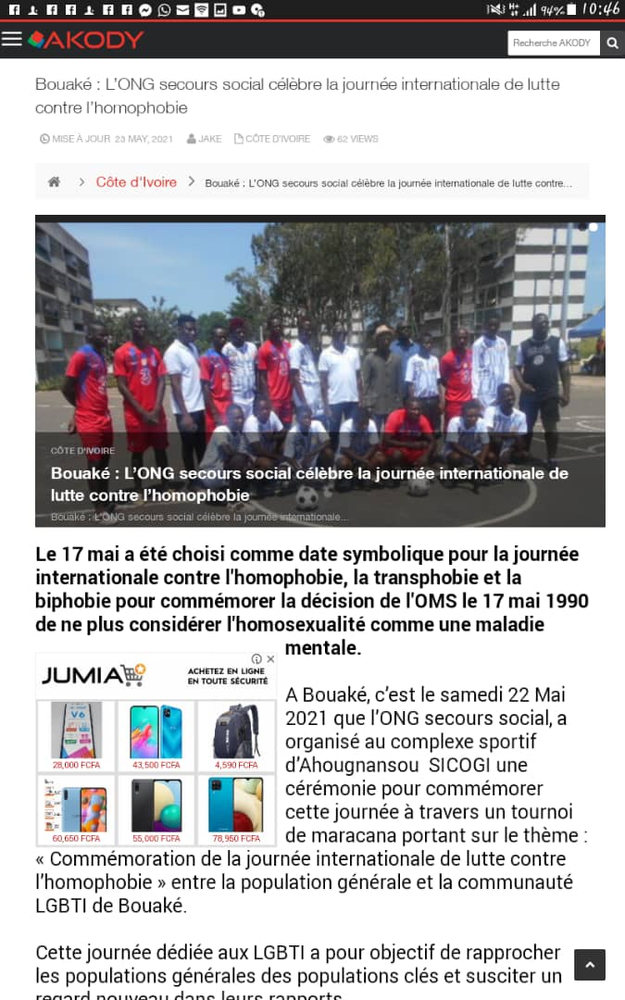 94% 10:46
AKODY
Recherche AKODY
Bouaké : L'ONG secours social célèbre la journée internationale de lutte
contre l'homophobie
MISE À JOUR 23 MAY, 2021 JAKE CÔTE D'IVOIRE 62 VIEWS
Côte d'Ivoire Bouaké : L'ONG secours social célèbre la journée internationale de lutte contre...
CÔTE D'IVOIRE
Bouaké : L'ONG secours social célèbre la journée internationale de
lutte contre l'homophobie
Bouaké : L'ONG secours social célèbre la journée internationale...
Le 17 mai a été choisi comme date symbolique pour la journée
internationale contre l'homophobie, la transphobie et la
biphobie pour commémorer la décision de l'OMS le 17 mai 1990
de ne plus considérer l'homosexualité comme une maladie
mentale.
JUMIA
ACHETEZ EN LIGNE
EN TOUTE SÉCURITÉ
V6
28,000 FCFA 43,500 FCFA 4,590 FCFA
60,650 FCFA 55,000 FCFA 78,950 FCFA
A Bouaké, c'est le samedi 22 Mai
2021 que l'ONG secours social, a
organisé au complexe sportif
d'Ahougnansou SICOGI une
cérémonie pour commémorer
cette journée à travers un tournoi
de maracana portant sur le thème :
« Commémoration de la journée internationale de lutte contre
l'homophobie » entre la population générale et la communauté
LGBTI de Bouaké.
Cette journée dédiée aux LGBTI a pour objectif de rapprocher
les populations générales des populations clés et susciter un
regard nouveau dans leurs rapports.